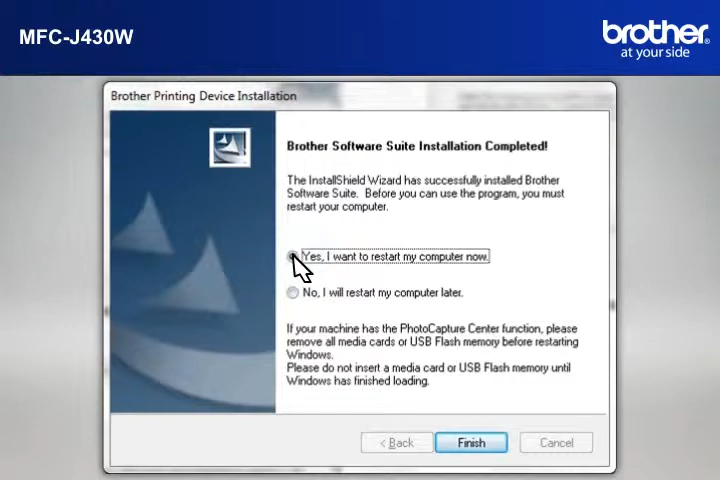 MFC-J430W
brother®
at your side
Brother Printing Device Installation
Brother Software Suite Installation Completed!
The InstallShield Wizard has successfully installed Brother
Software Suite.  Before you can use the program, you must
restart your computer.
Yes, I want to restart my computer now.
No, I will restart my computer later.
If your machine has the PhotoCapture Center function, please
remove all media cards or USB Flash memory before restarting
Windows.
Please do not insert a media card or USB Flash memory until
Windows has finished loading.
< Back
Finish
Cancel